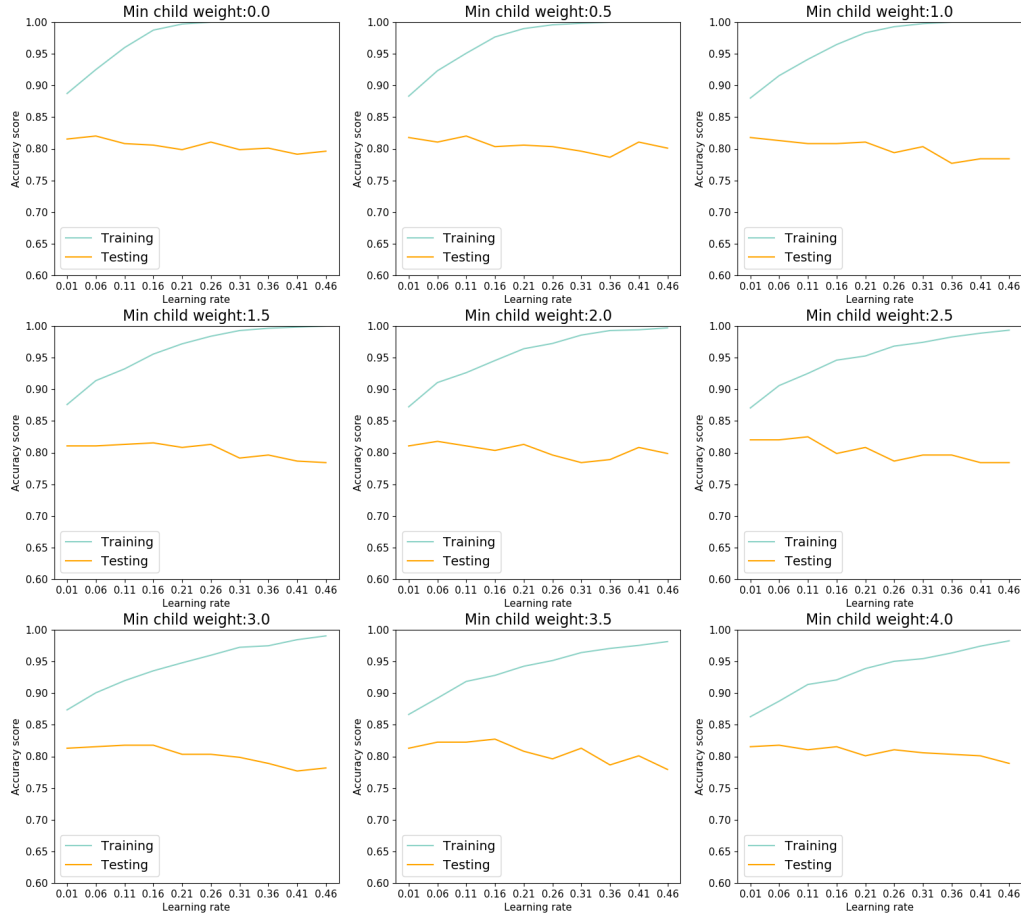 Min child weight:0.0
1.00
0.95
0.90
0.85
0.80
0.75
0.70
0.65
0.60
Accuracy score
Training
Testing
0.01 0.06 0.11 0.16 0.21 0.26 0.31 0.36 0.41 0.46
Learning rate
Min child weight:0.5
1.00
0.95
0.90
0.85
0.80
0.75
0.70
0.65
0.60
Accuracy score
Training
Testing
0.01 0.06 0.11 0.16 0.21 0.26 0.31 0.36 0.41 0.46
Learning rate
Min child weight:1.0
1.00
0.95
0.90
0.85
0.80
0.75
0.70
0.65
0.60
Accuracy score
Training
Testing
0.01 0.06 0.11 0.16 0.21 0.26 0.31 0.36 0.41 0.46
Learning rate
Min child weight:1.5
1.00
0.95
0.90
0.85
0.80
0.75
0.70
0.65
0.60
Accuracy score
Training
Testing
0.01 0.06 0.11 0.16 0.21 0.26 0.31 0.36 0.41 0.46
Learning rate
Min child weight:2.0
1.00
0.95
0.90
0.85
0.80
0.75
0.70
0.65
0.60
Accuracy score
Training
Testing
0.01 0.06 0.11 0.16 0.21 0.26 0.31 0.36 0.41 0.46
Learning rate
Min child weight:2.5
1.00
0.95
0.90
0.85
0.80
0.75
0.70
0.65
0.60
Accuracy score
Training
Testing
0.01 0.06 0.11 0.16 0.21 0.26 0.31 0.36 0.41 0.46
Learning rate
Min child weight:3.0
1.00
0.95
0.90
0.85
0.80
0.75
0.70
0.65
0.60
Accuracy score
Training
Testing
0.01 0.06 0.11 0.16 0.21 0.26 0.31 0.36 0.41 0.46
Learning rate
Min child weight:3.5
1.00
0.95
0.90
0.85
0.80
0.75
0.70
0.65
0.60
Accuracy score
Training
Testing
0.01 0.06 0.11 0.16 0.21 0.26 0.31 0.36 0.41 0.46
Learning rate
Min child weight:4.0
1.00
0.95
0.90
0.85
0.80
0.75
0.70
0.65
0.60
Accuracy score
Training
Testing
0.01 0.06 0.11 0.16 0.21 0.26 0.31 0.36 0.41 0.46
Learning rate